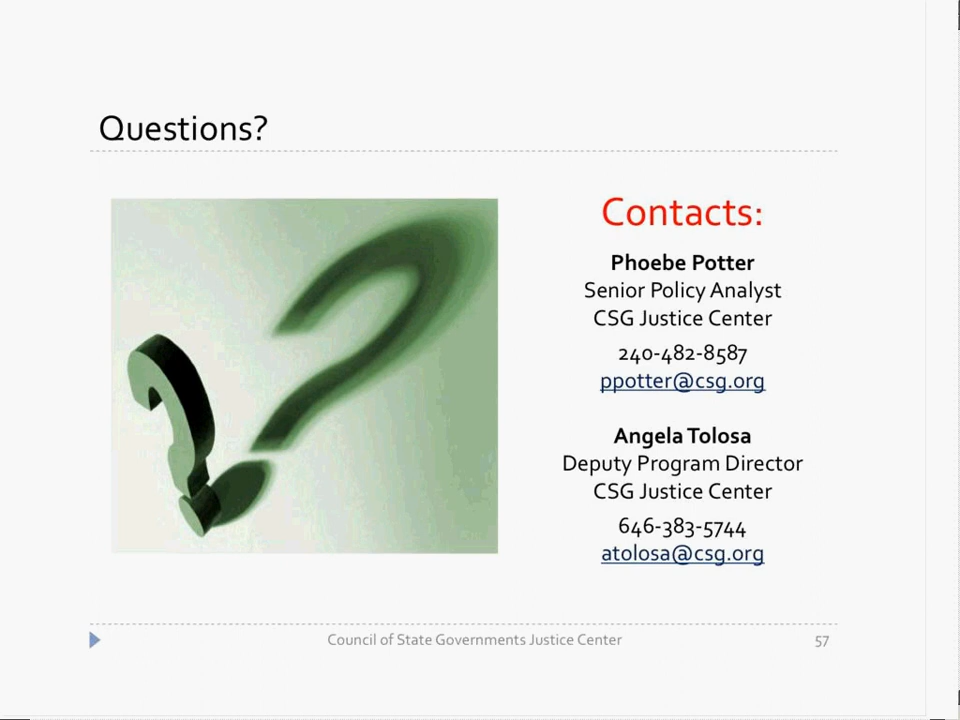 Questions?
Contacts:
Phoebe Potter
Senior Policy Analyst
CSG Justice Center
240-482-8587
ppotter@csg.org
Angela Tolosa
Deputy Program Director
CSG Justice Center
646-383-5744
atolosa@csg.org
Council of State Governments Justice Center
57